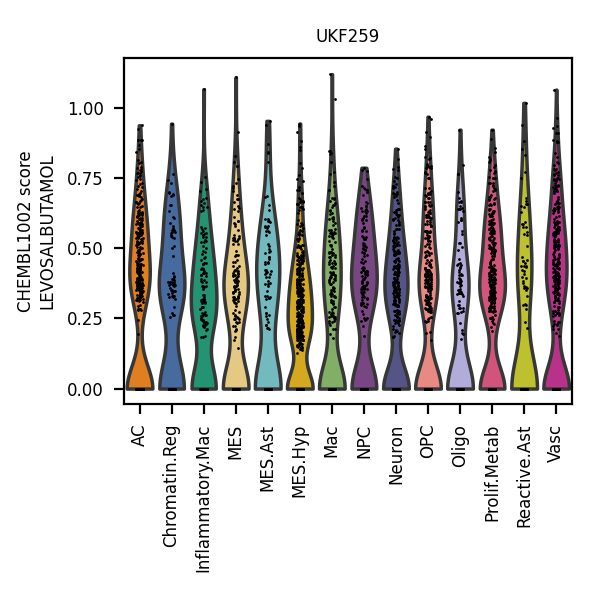 UKF259
CHEMBL1002 score
LEVOSALBUTAMOL
1.00
0.75
0.50
0.25
0.00
AC
Chromatin.Reg
Inflammatory.Mac
MES
MES.Ast
MES.Hyp
Mac
NPC
Neuron
OPC
Oligo
Prolif.Metab
Reactive.Ast
Vasc